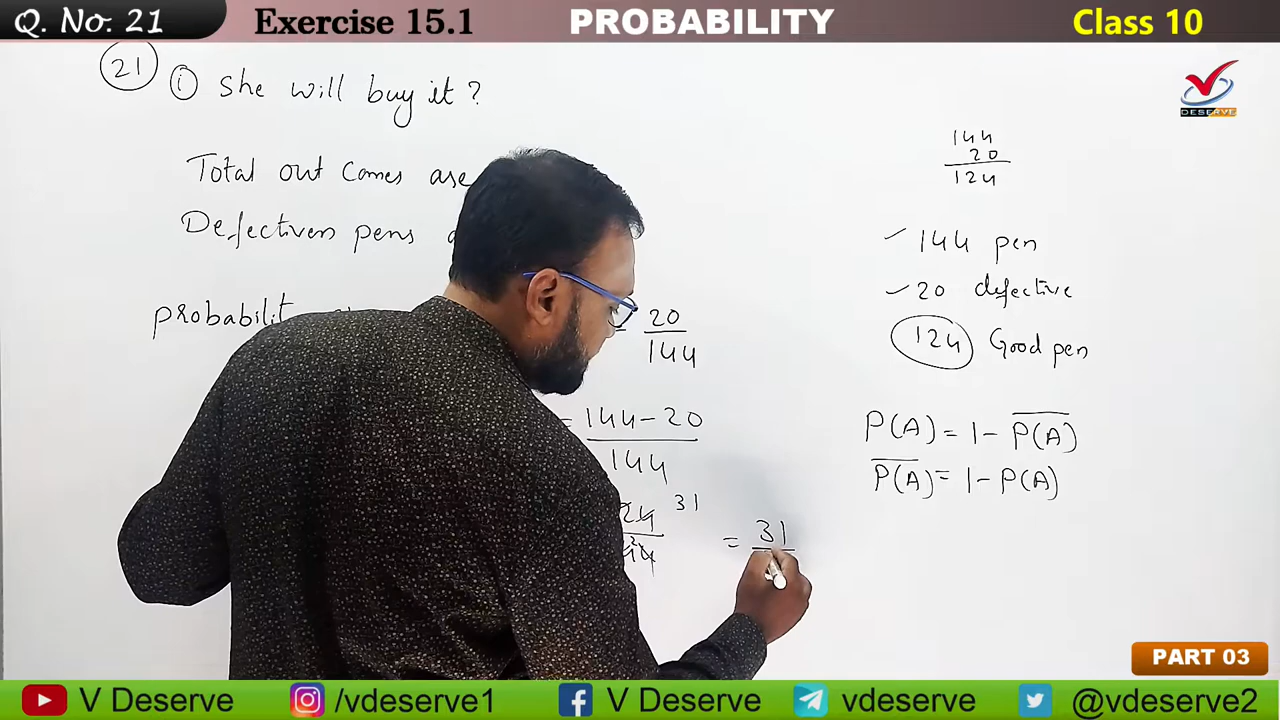 Q. No. 21
Exercise 15.1
PROBABILITY
Class 10
21 i She will buy it ?
Total out comes are
Defectiven pens
probabilit
= 20
144
= 144 - 20
144
31
= 31
144
20
124
144 pen
20 defective
124 Good pen
P(A) = 1 - P(A)
P(A) = 1 - P(A)
DESERVE
PART 03
V Deserve
/vdeserve1
V Deserve
vdeserve
@vdeserve2